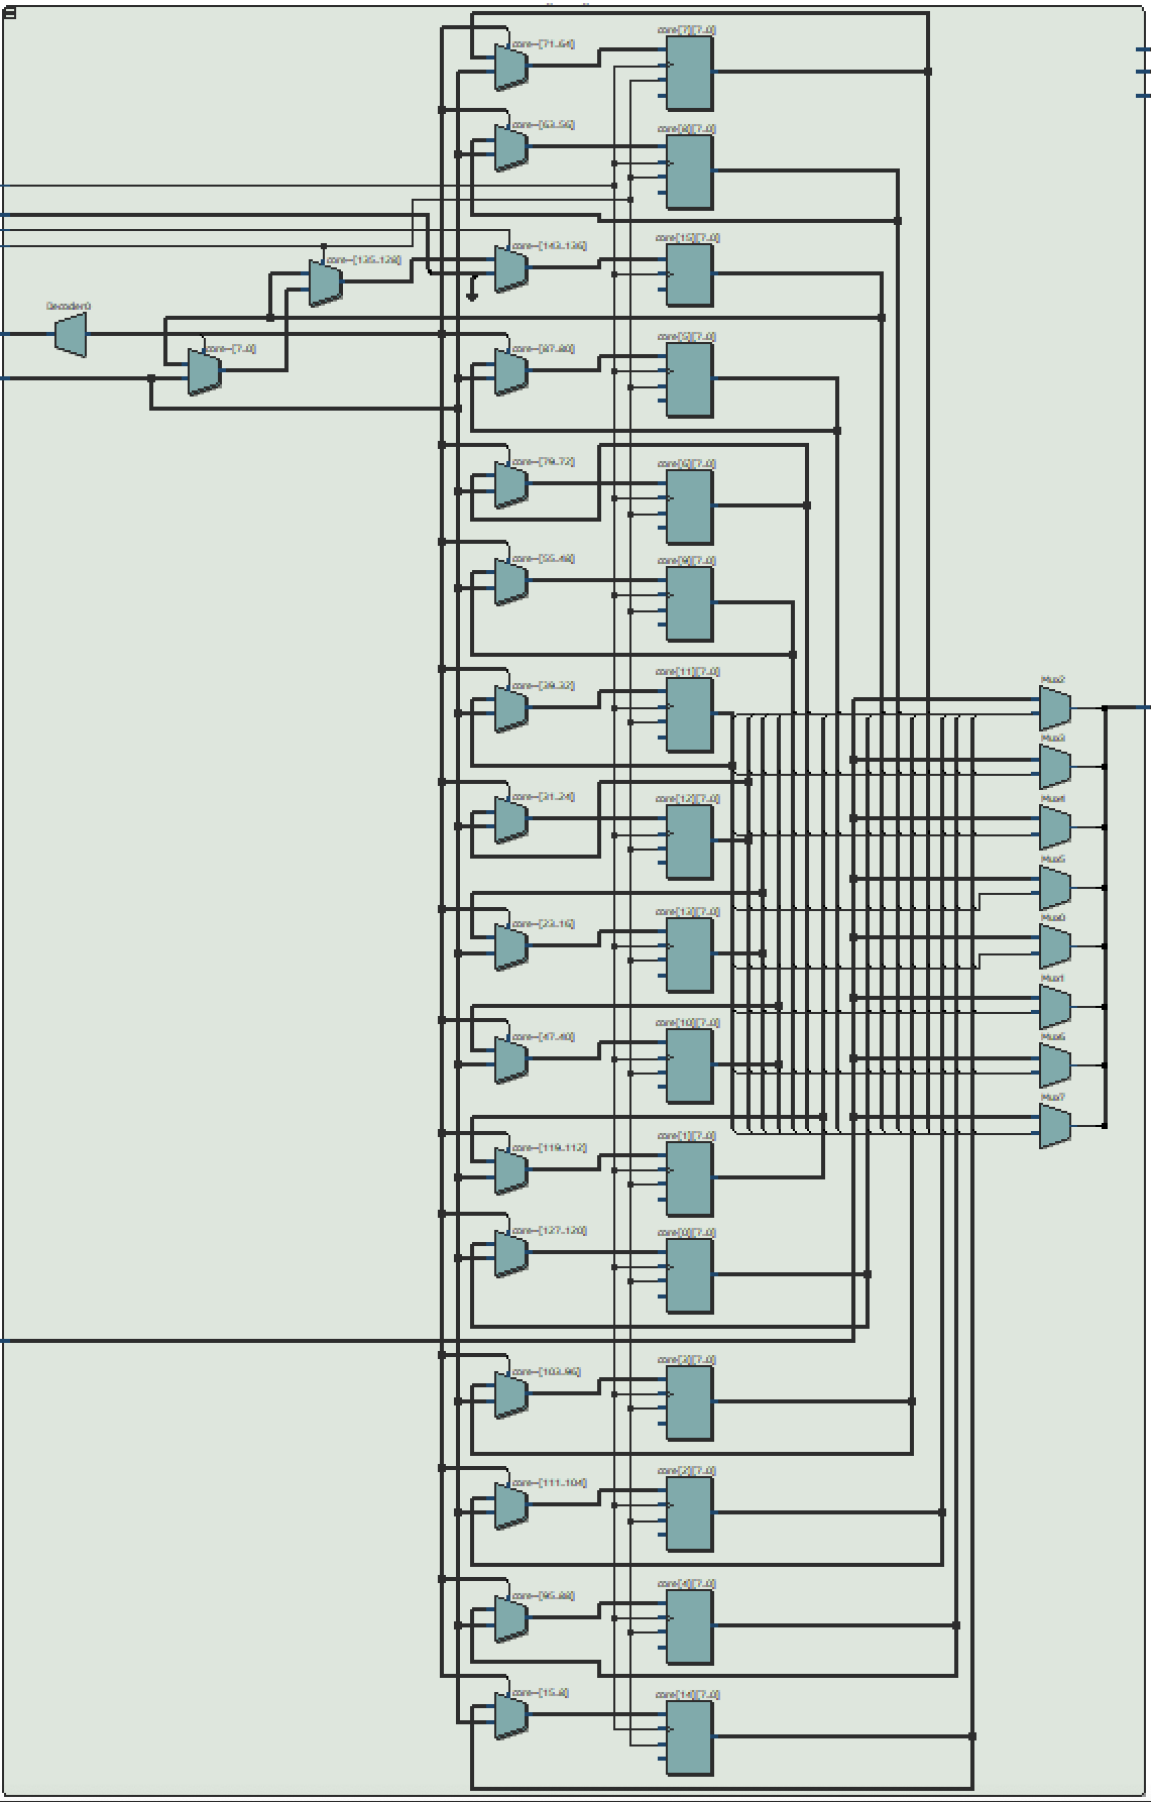 core~[71..64]
core[7][7..0]
core~[63..56]
core[8][7..0]
core~[143..136]
core[15][7..0]
core~[135..128]
Decoder0
core~[7..0]
core~[87..80]
core[5][7..0]
core~[79..72]
core[6][7..0]
core~[55..48]
core[9][7..0]
core~[39..32]
core[11][7..0]
Mux2
Mux3
core~[31..24]
core[12][7..0]
Mux4
Mux5
core~[23..16]
core[13][7..0]
Mux0
Mux1
core~[47..40]
core[10][7..0]
Mux6
Mux7
core~[119..112]
core[1][7..0]
core~[127..120]
core[0][7..0]
core~[103..96]
core[3][7..0]
core~[111..104]
core[2][7..0]
core~[95..88]
core[4][7..0]
core~[15..8]
core[14][7..0]